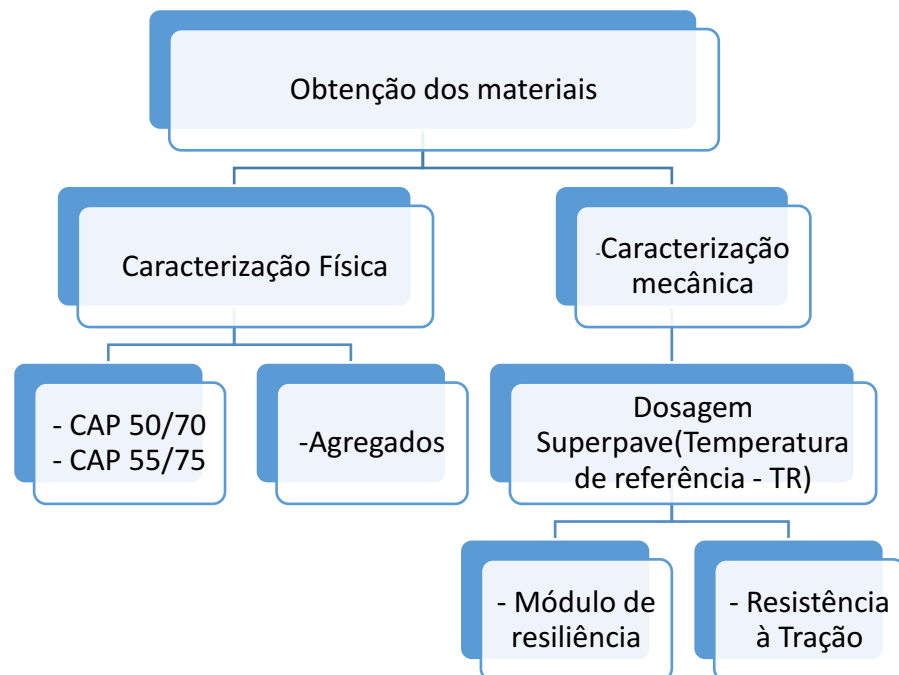 Obtenção dos materiais
Caracterização Física
-Caracterização
mecânica
- CAP 50/70
- CAP 55/75
-Agregados
Dosagem
Superpave(Temperatura
de referência - TR)
- Módulo de
resiliência
- Resistência
à Tração